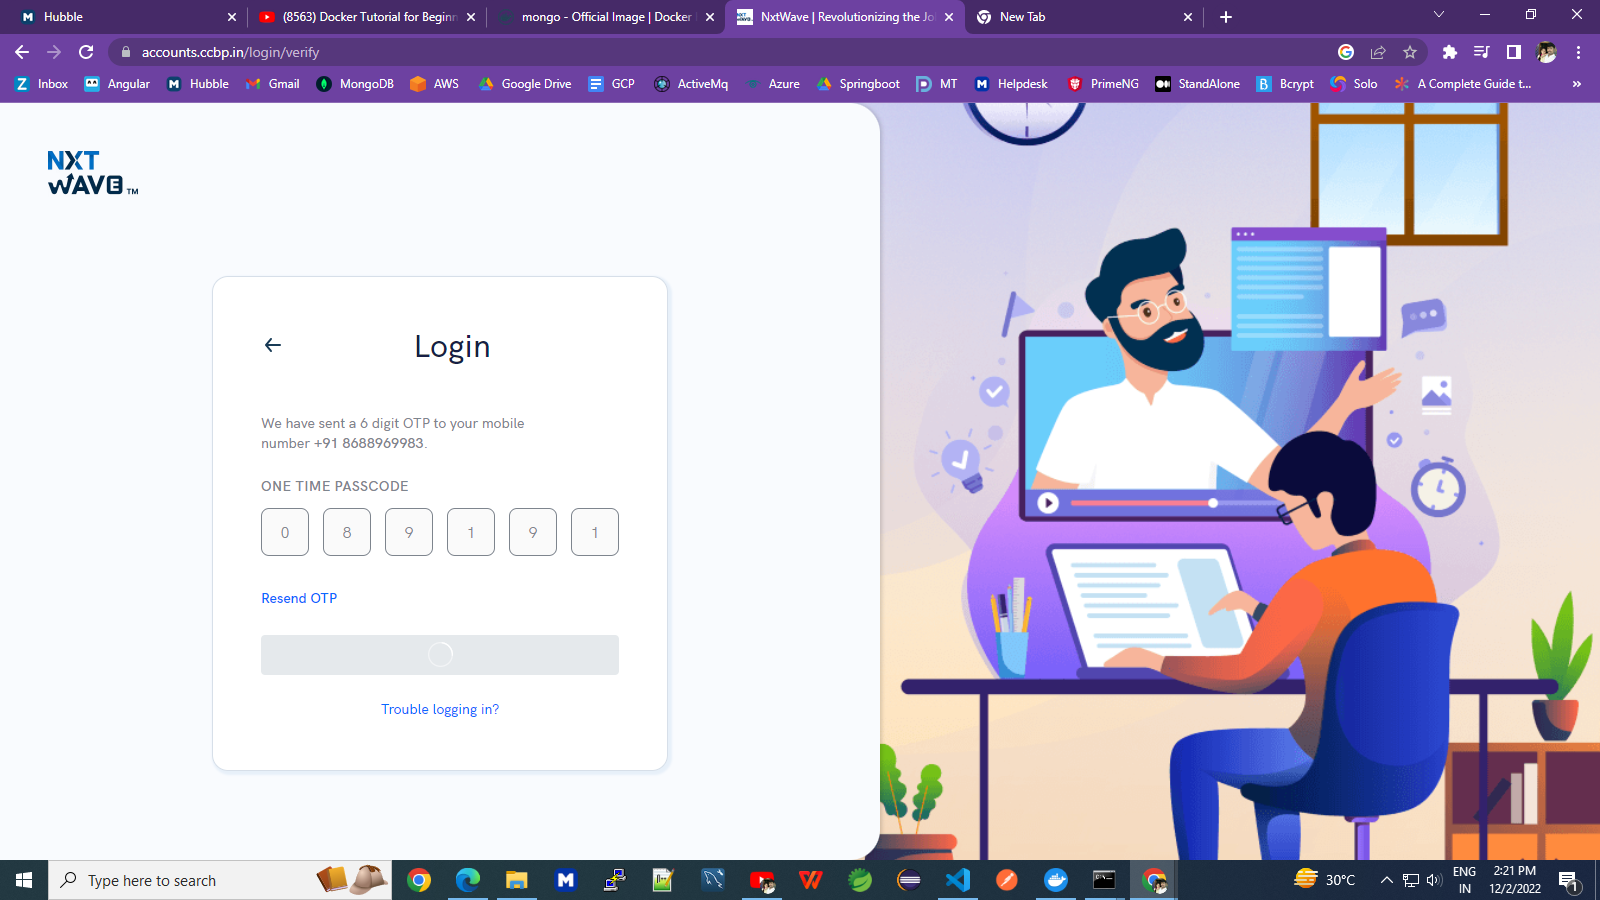 Hubble
(8563) Docker Tutorial for Beginn
mongo - Official Image | Docker
NxtWave | Revolutionizing the Jo
New Tab
accounts.ccbp.in/login/verify
Inbox
Angular
Hubble
Gmail
MongoDB
AWS
Google Drive
GCP
ActiveMq
Azure
Springboot
MT
Helpdesk
PrimeNG
StandAlone
Bcrypt
Solo
A Complete Guide t...
»
NXT
WAVE TM
Login
We have sent a 6 digit OTP to your mobile
number +91 8688969983.
ONE TIME PASSCODE
0 8 9 1 9 1
Resend OTP
Trouble logging in?
Type here to search
30°C
ENG
IN
2:21 PM
12/2/2022
1